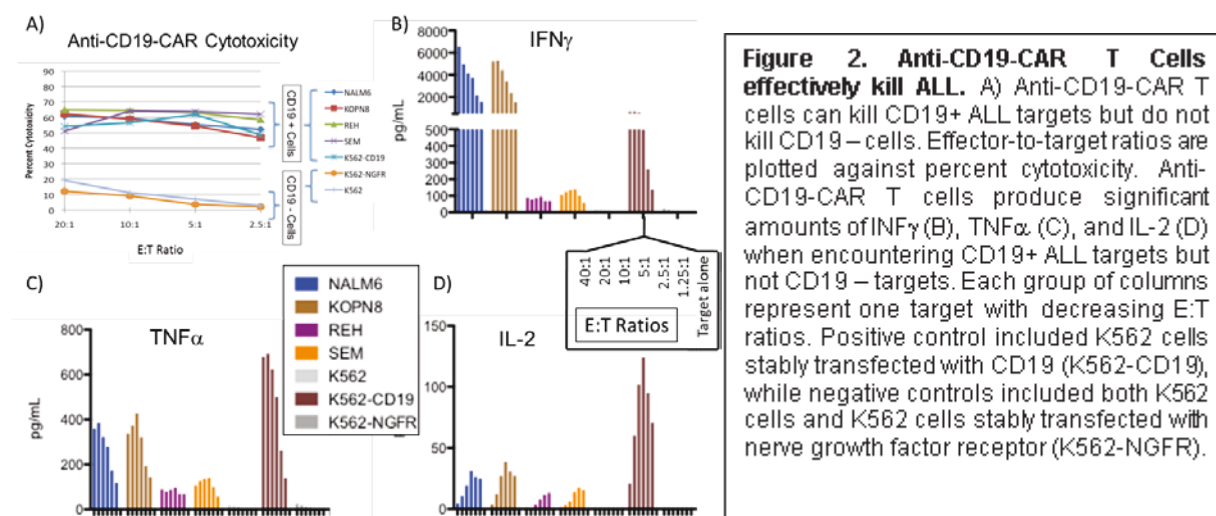 A)
Anti-CD19-CAR Cytotoxicity
Percent Cytotoxicity
90
80
70
60
50
40
30
20
10
0
20:1 10:1 5:1 2.5:1
E:T Ratio
CD19 + Cells
CD19 - Cells
NALM6
KOPN8
REH
SEM
K562-CD19
K562-NGFR
K562
B)
IFNγ
pg/mL
8000
6000
4000
2000
500
400
300
200
100
0
40:1
20:1
10:1
5:1
2.5:1
1.25:1
Target alone
E:T Ratios
C)
TNFα
pg/mL
800
600
400
200
0
NALM6
KOPN8
REH
SEM
K562
K562-CD19
K562-NGFR
D)
IL-2
150
100
50
0
Figure 2. Anti-CD19-CAR T Cells
effectively kill ALL. A) Anti-CD19-CAR T
cells can kill CD19+ ALL targets but do not
kill CD19 – cells. Effector-to-target ratios are
plotted against percent cytotoxicity. Anti-
CD19-CAR T cells produce significant
amounts of INFγ (B), TNFα (C), and IL-2 (D)
when encountering CD19+ ALL targets but
not CD19 – targets. Each group of columns
represent one target with decreasing E:T
ratios. Positive control included K562 cells
stably transfected with CD19 (K562-CD19),
while negative controls included both K562
cells and K562 cells stably transfected with
nerve growth factor receptor (K562-NGFR).